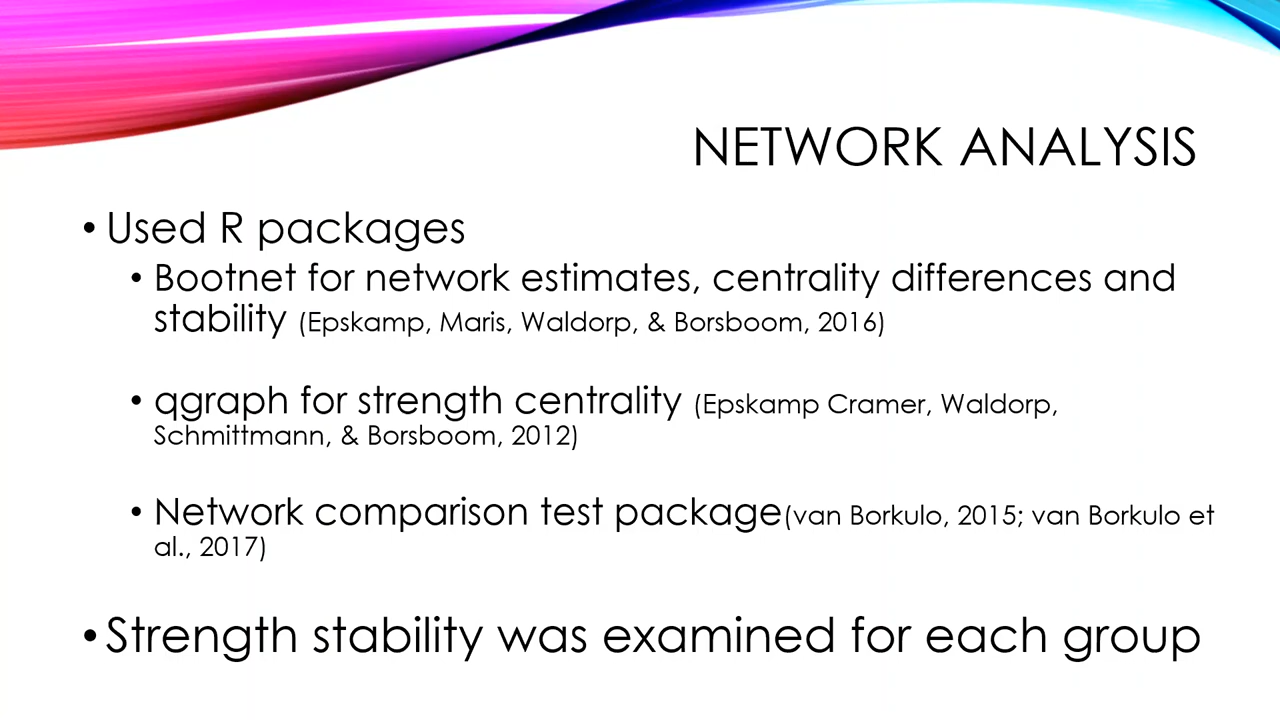 NETWORK ANALYSIS
• Used R packages
• Bootnet for network estimates, centrality differences and
stability (Epskamp, Maris, Waldorp, & Borsboom, 2016)
• qgraph for strength centrality (Epskamp Cramer, Waldorp,
Schmittmann, & Borsboom, 2012)
• Network comparison test package(van Borkulo, 2015; van Borkulo et
al., 2017)
• Strength stability was examined for each group